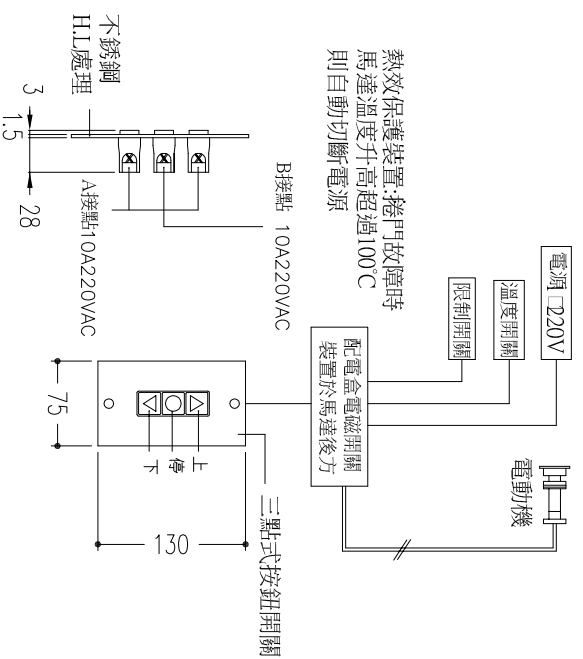 電源 □220V
溫度開關
限制開關
電動機
配電盒電磁開關
裝置於馬達後方
熱效保護裝置:捲門故障時
馬達溫度升高超過100°C
則自動切斷電源
不銹鋼
H.L處理
3
1.5
28
B接點 10A220VAC
A接點10A220VAC
上
停
下
75
130
三點式按鈕開關